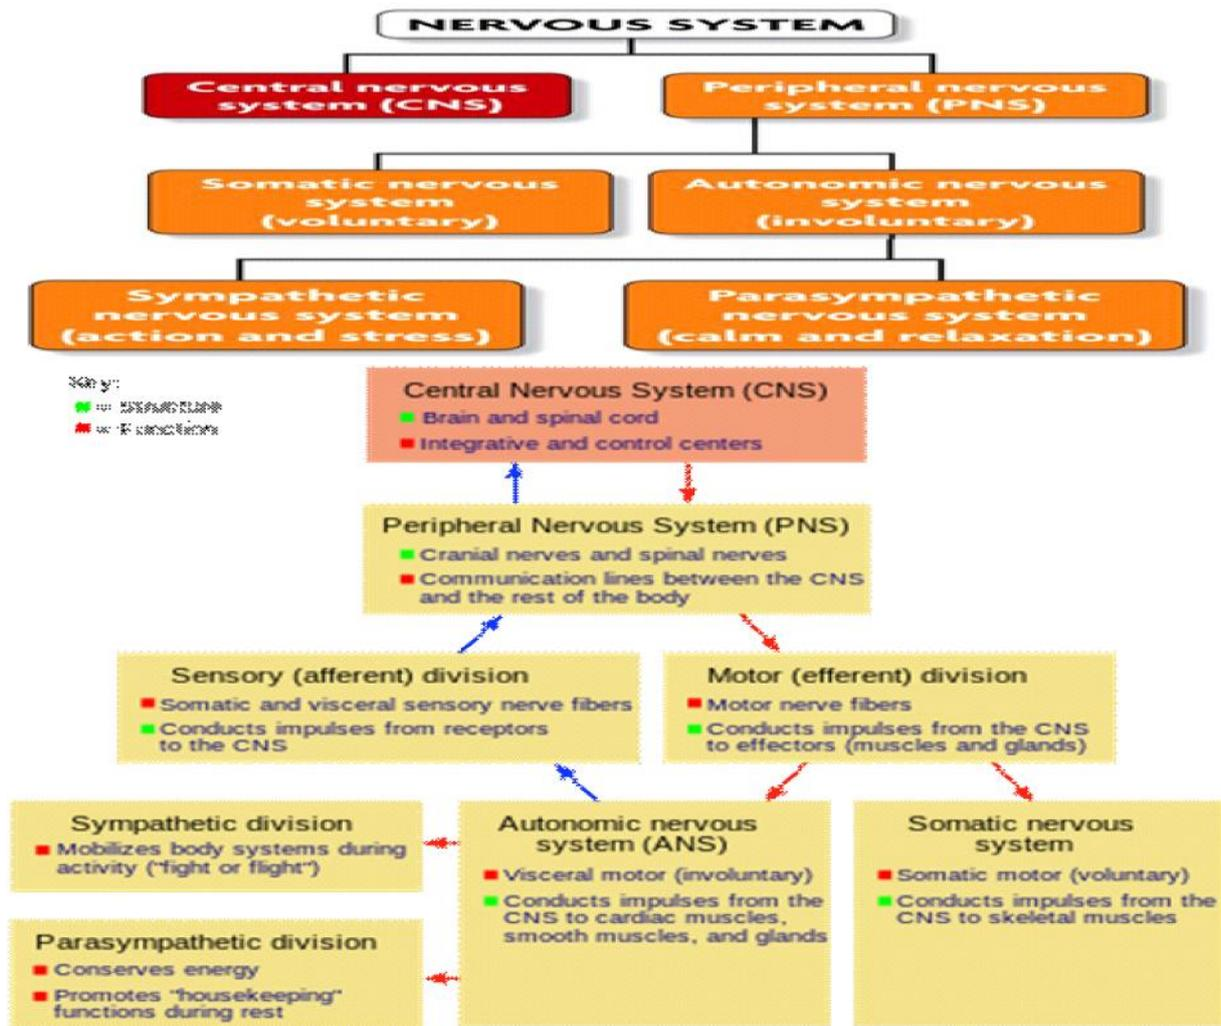 NERVOUS SYSTEM
Central nervous
system (CNS)
Peripheral nervous
system (PNS)
Somatic nervous
system
(voluntary)
Autonomic nervous
system
(involuntary)
Sympathetic
nervous system
(action and stress)
Parasympathetic
nervous system
(calm and relaxation)
Key:
= Structure
= Function
Central Nervous System (CNS)
Brain and spinal cord
Integrative and control centers
Peripheral Nervous System (PNS)
Cranial nerves and spinal nerves
Communication lines between the CNS
and the rest of the body
Sensory (afferent) division
Somatic and visceral sensory nerve fibers
Conducts impulses from receptors
to the CNS
Motor (efferent) division
Motor nerve fibers
Conducts impulses from the CNS
to effectors (muscles and glands)
Sympathetic division
Mobilizes body systems during
activity ("fight or flight")
Parasympathetic division
Conserves energy
Promotes "housekeeping"
functions during rest
Autonomic nervous
system (ANS)
Visceral motor (involuntary)
Conducts impulses from the
CNS to cardiac muscles,
smooth muscles, and glands
Somatic nervous
system
Somatic motor (voluntary)
Conducts impulses from the
CNS to skeletal muscles